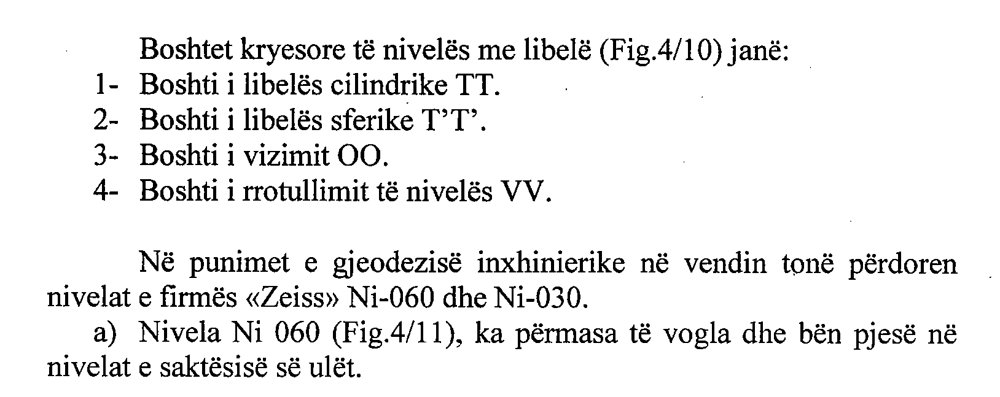 Boshtet kryesore të nivelës me libelë (Fig.4/10) janë:
1- Boshti i libelës cilindrike TT.
2- Boshti i libelës sferike T’T’.
3- Boshti i vizimit OO.
4- Boshti i rrotullimit të nivelës VV.
Në punimet e gjeodezisë inxhinierike në vendin tonë përdoren
nivelat e firmës «Zeiss» Ni-060 dhe Ni-030.
a) Nivela Ni 060 (Fig.4/11), ka përmasa të vogla dhe bën pjesë në
nivelat e saktësisë së ulët.